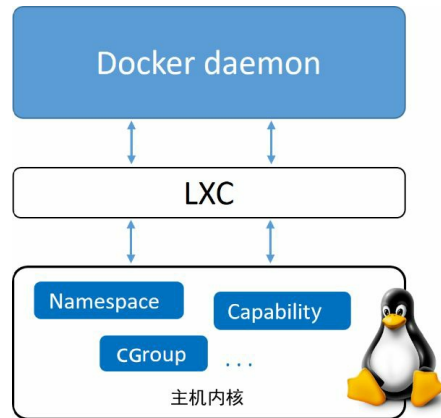 Docker daemon
LXC
Namespace
Capability
CGroup
...
主机内核